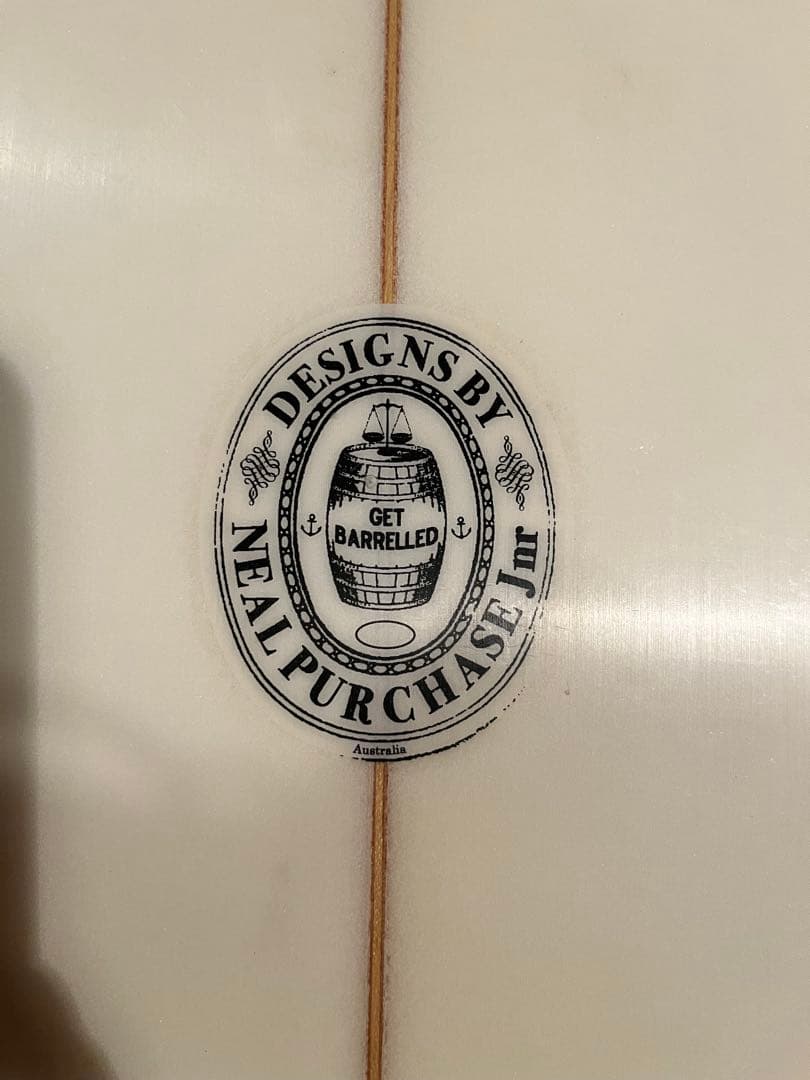 DESIGNS BY
GET
BARRELLED
NEAL PURCHASE Jnr
Australia